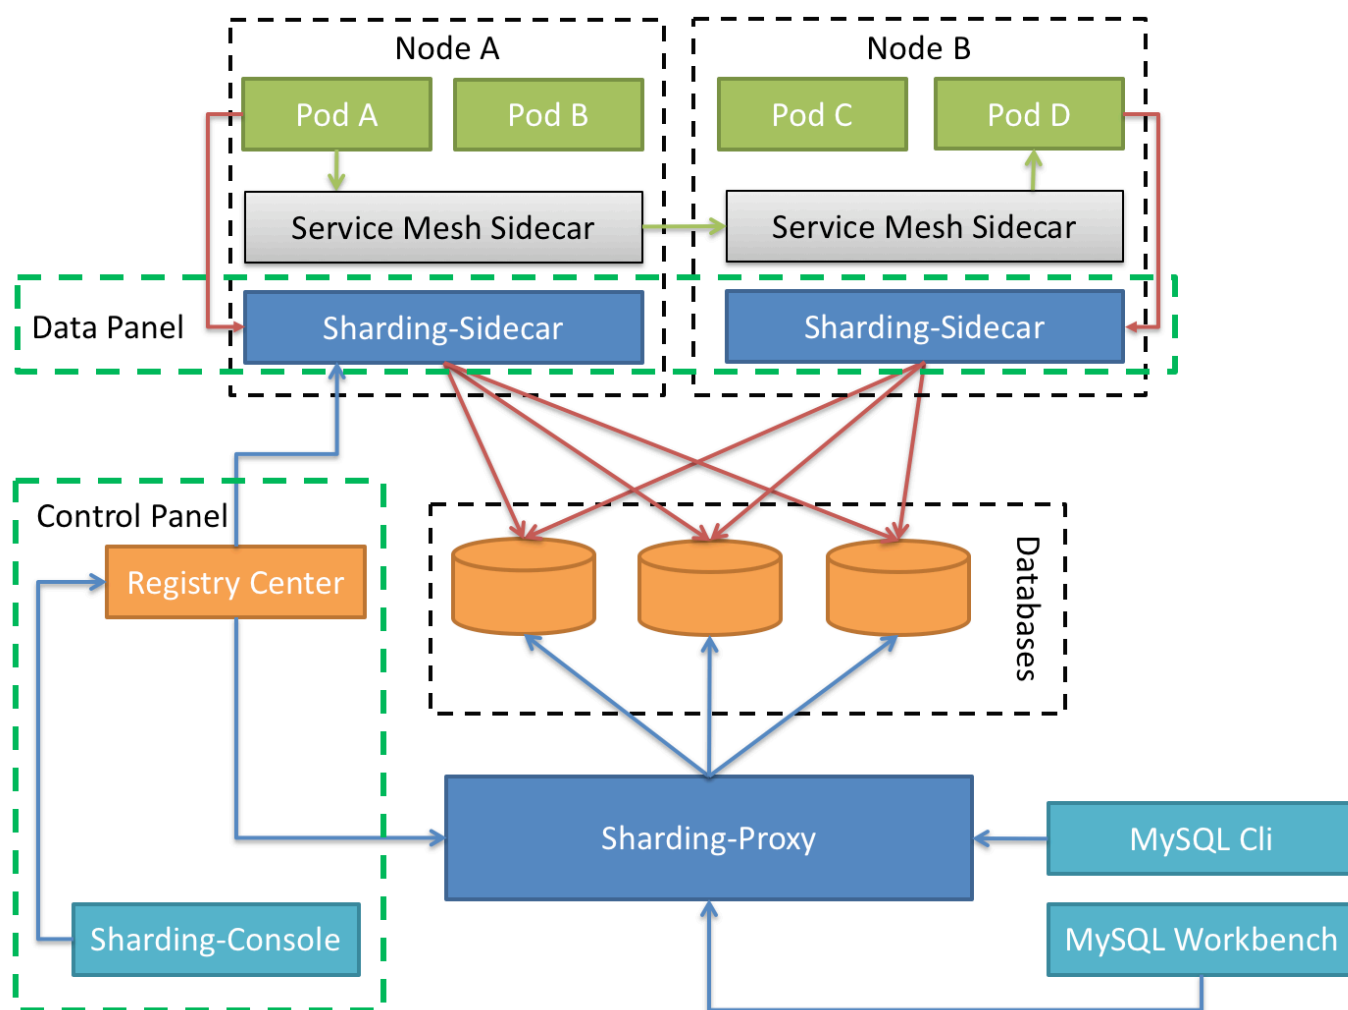 Node A
Node B
Pod A
Pod B
Pod C
Pod D
Service Mesh Sidecar
Service Mesh Sidecar
Data Panel
Sharding-Sidecar
Sharding-Sidecar
Control Panel
Registry Center
Databases
Sharding-Proxy
MySQL Cli
Sharding-Console
MySQL Workbench